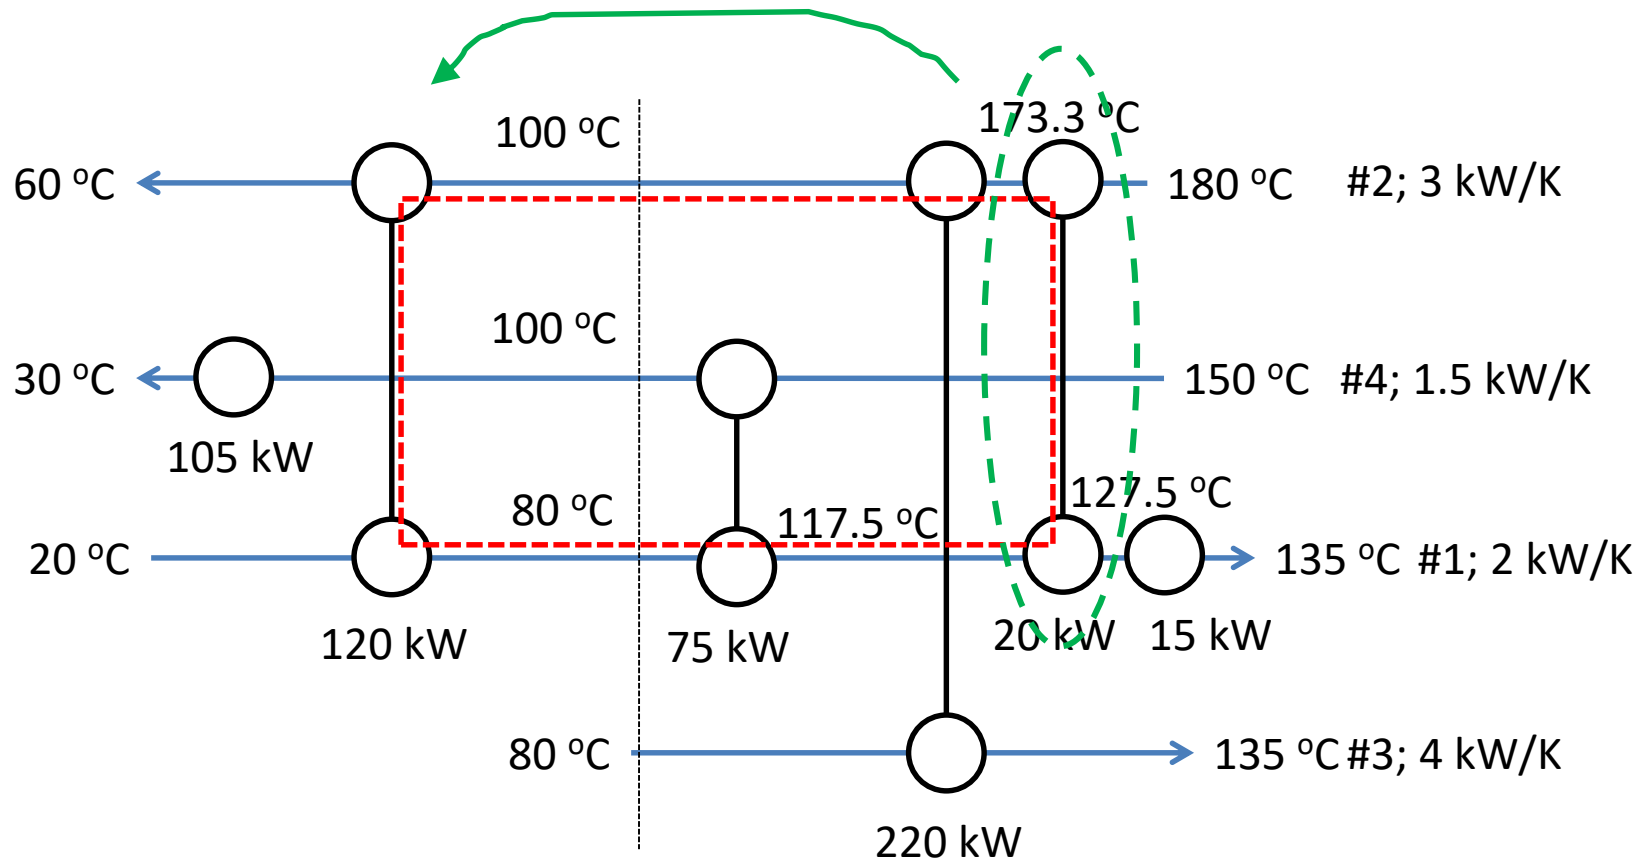 173.3 °C
100 °C
60 °C
180 °C
#2; 3 kW/K
100 °C
30 °C
150 °C
#4; 1.5 kW/K
105 kW
127.5 °C
80 °C
117.5 °C
20 °C
135 °C
#1; 2 kW/K
120 kW
75 kW
20 kW
15 kW
80 °C
135 °C
#3; 4 kW/K
220 kW